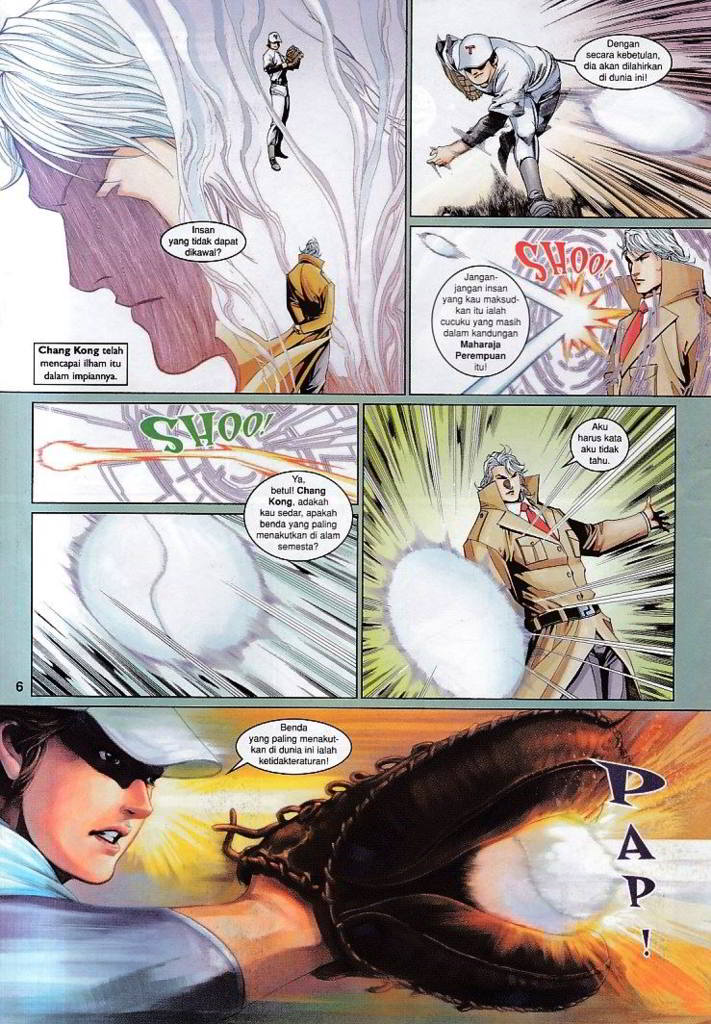 Insan
yang tidak dapat
dikawal?
Chang Kong telah
mencapai ilham itu
dalam impiannya.
T
Dengan
secara kebetulan,
dia akan dilahirkan
di dunia ini!
SHOO!
Jangan-
jangan insan
yang kau maksud-
kan itu ialah
cucuku yang masih
dalam kandungan
Maharaja
Perempuan
itu!
SHOO!
Ya,
betul! Chang
Kong, adakah
kau sedar, apakah
benda yang paling
menakutkan di alam
semesta?
Aku
harus kata
aku tidak
tahu.
6
Benda
yang paling menakut-
kan di dunia ini ialah
ketidakteraturan!
PAP!